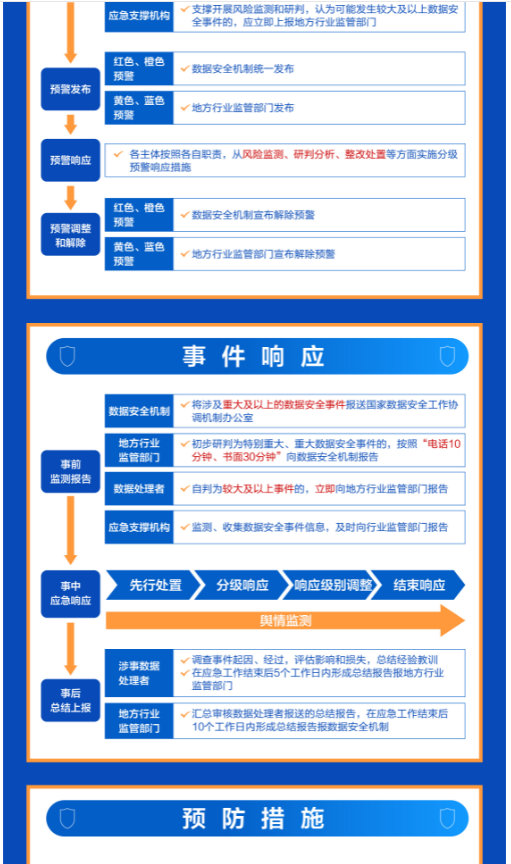 应急支撑机构
支撑开展风险监测和研判，认为可能发生较大及以上数据安
全事件的，应立即上报地方行业监管部门
预警发布
红色、橙色
预警
数据安全机制统一发布
黄色、蓝色
预警
地方行业监管部门发布
预警响应
各主体按照各自职责，从风险监测、研判分析、整改处置等方面实施分级
预警响应措施
预警调整
和解除
红色、橙色
预警
数据安全机制宣布解除预警
黄色、蓝色
预警
地方行业监管部门宣布解除预警
事件响应
事前
监测报告
数据安全机制
将涉及重大及以上的数据安全事件报送国家数据安全工作协
调机制办公室
地方行业
监管部门
初步研判为特别重大、重大数据安全事件的，按照“电话10
分钟、书面30分钟”向数据安全机制报告
数据处理者
自判为较大及以上事件的，立即向地方行业监管部门报告
应急支撑机构
监测、收集数据安全事件信息，及时向行业监管部门报告
事中
应急响应
先行处置
分级响应
响应级别调整
结束响应
舆情监测
事后
总结上报
涉事数据
处理者
调查事件起因、经过，评估影响和损失，总结经验教训
在应急工作结束后5个工作日内形成总结报告报地方行业
监管部门
地方行业
监管部门
汇总审核数据处理者报送的总结报告，在应急工作结束后
10个工作日内形成总结报告报数据安全机制
预防措施